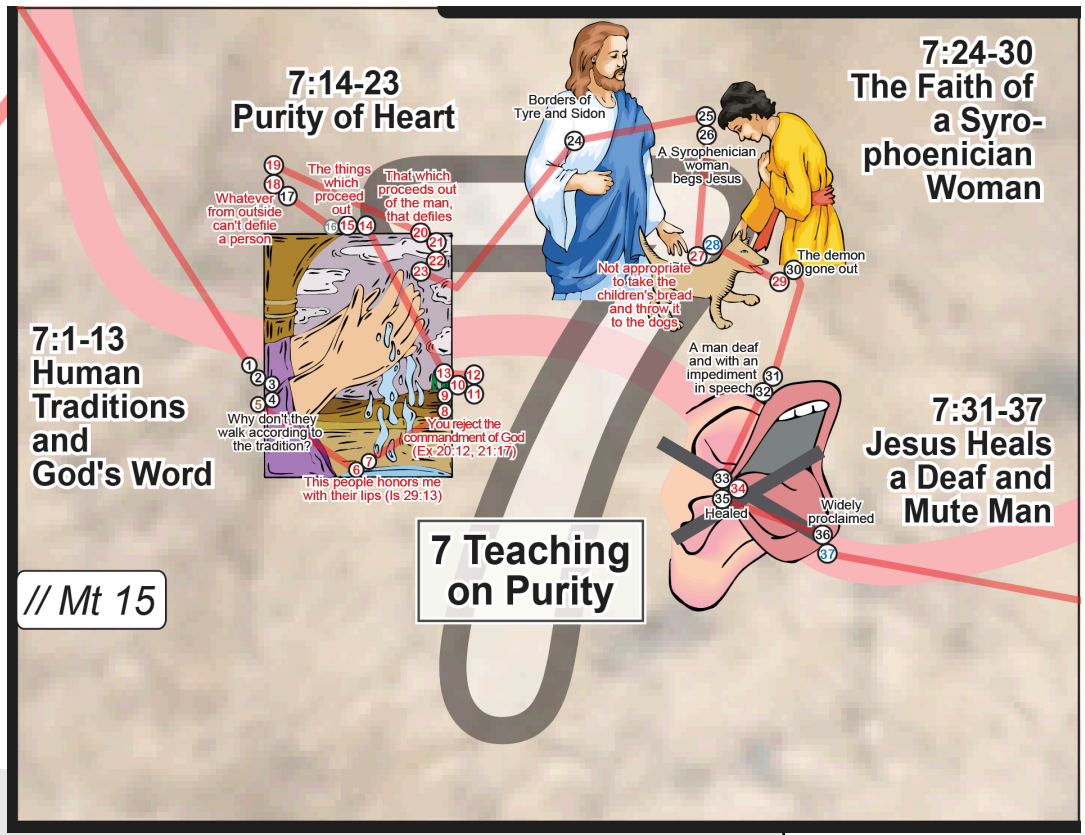 7:14-23
Purity of Heart
7:24-30
The Faith of
a Syro-
phoenician
Woman
Borders of
Tyre and Sidon
24
25
26
A Syrophenician
woman
begs Jesus
19
18
17
Whatever
from outside
can't defile
a person
The things
which
proceed
out
16
15
14
That which
proceeds out
of the man,
that defiles
20
21
22
23
28
27
Not appropriate
to take the
children's bread
and throw it
to the dogs
The demon
gone out
30
29
7:1-13
Human
Traditions
and
God's Word
1
2
3
4
5
Why don't they
walk according to
the tradition?
13
12
10
11
9
8
You reject the
commandment of God
(Ex 20:12, 21:17)
7
6
This people honors me
with their lips (Is 29:13)
A man deaf
and with an
impediment
in speech
31
32
7:31-37
Jesus Heals
a Deaf and
Mute Man
33
34
35
Healed
Widely
proclaimed
36
37
7 Teaching
on Purity
// Mt 15